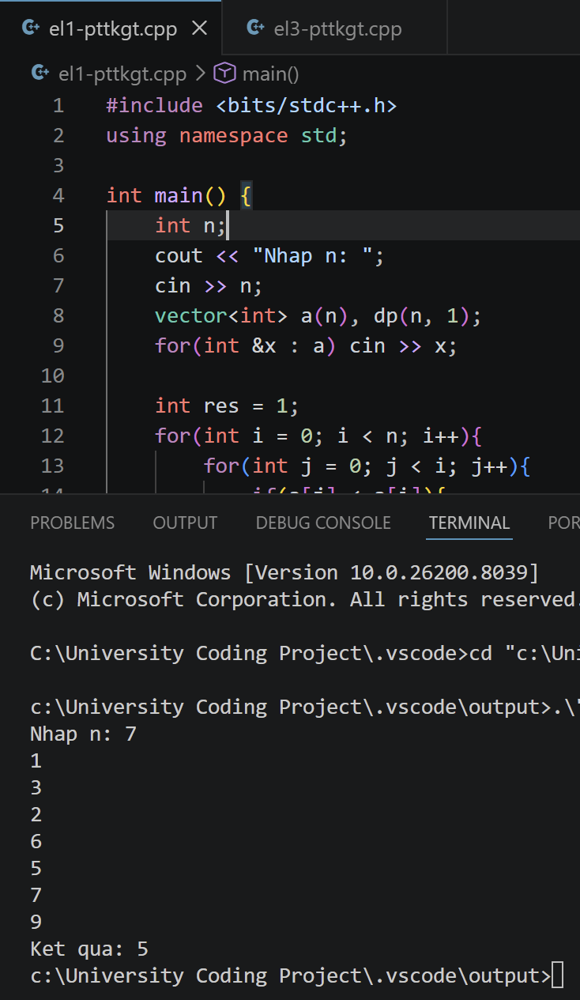 el1-pttkgt.cpp
el3-pttkgt.cpp
el1-pttkgt.cpp > main()
1 #include <bits/stdc++.h>
2 using namespace std;
3
4 int main() {
5     int n;
6     cout << "Nhap n: ";
7     cin >> n;
8     vector<int> a(n), dp(n, 1);
9     for(int &x : a) cin >> x;
10
11     int res = 1;
12     for(int i = 0; i < n; i++){
13         for(int j = 0; j < i; j++){
PROBLEMS OUTPUT DEBUG CONSOLE TERMINAL POR
Microsoft Windows [Version 10.0.26200.8039]
(c) Microsoft Corporation. All rights reserved.
C:\University Coding Project\.vscode>cd "c:\Uni
c:\University Coding Project\.vscode\output>.\"
Nhap n: 7
1
3
2
6
5
7
9
Ket qua: 5
c:\University Coding Project\.vscode\output>